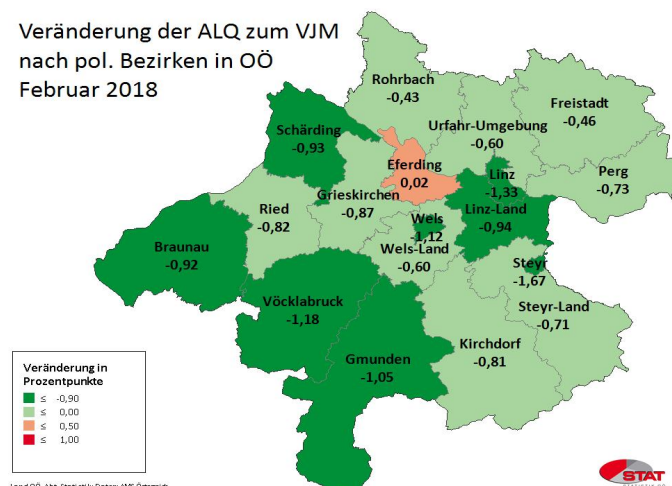 Veränderung der ALQ zum VJM
nach pol. Bezirken in OÖ
Februar 2018
Rohrbach
-0,43
Freistadt
-0,46
Schärding
-0,93
Urfahr-Umgebung
-0,60
Eferding
0,02
Linz
-1,33
Perg
-0,73
Grieskirchen
-0,87
Ried
-0,82
Wels
-1,12
Linz-Land
-0,94
Braunau
-0,92
Wels-Land
-0,60
Steyr
-1,67
Vöcklabruck
-1,18
Steyr-Land
-0,71
Gmunden
-1,05
Kirchdorf
-0,81
Veränderung in
Prozentpunkte
≤ -0,90
≤ 0,00
≤ 0,50
≤ 1,00
STAT